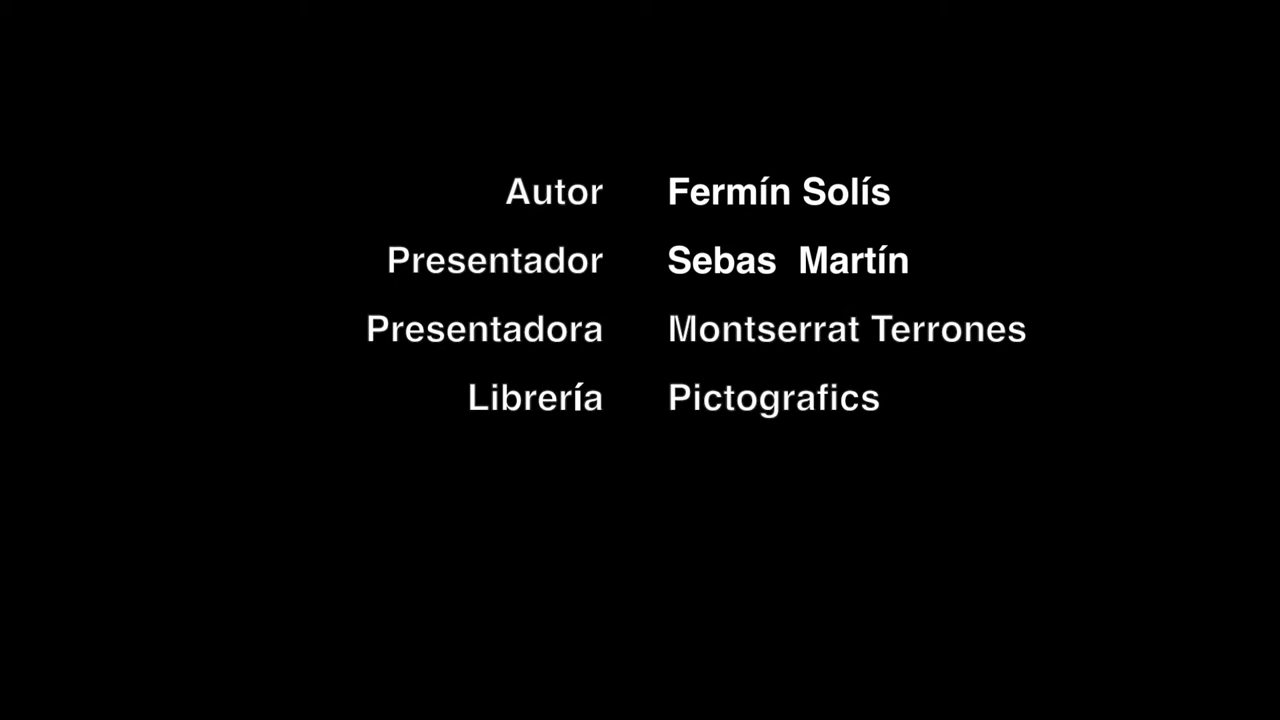 Autor Fermín Solís
Presentador Sebas Martín
Presentadora Montserrat Terrones
Librería Pictografics